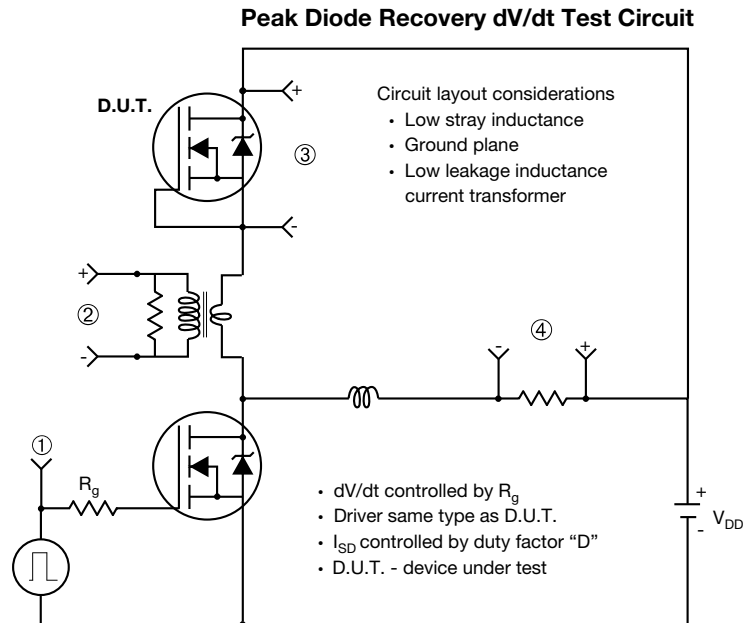 Peak Diode Recovery dV/dt Test Circuit
D.U.T.
+
Circuit layout considerations
• Low stray inductance
• Ground plane
• Low leakage inductance
current transformer
③
-
+
②
-
④
-
+
①
Rg
• dV/dt controlled by Rg
• Driver same type as D.U.T.
• ISD controlled by duty factor “D”
• D.U.T. - device under test
+
VDD
-